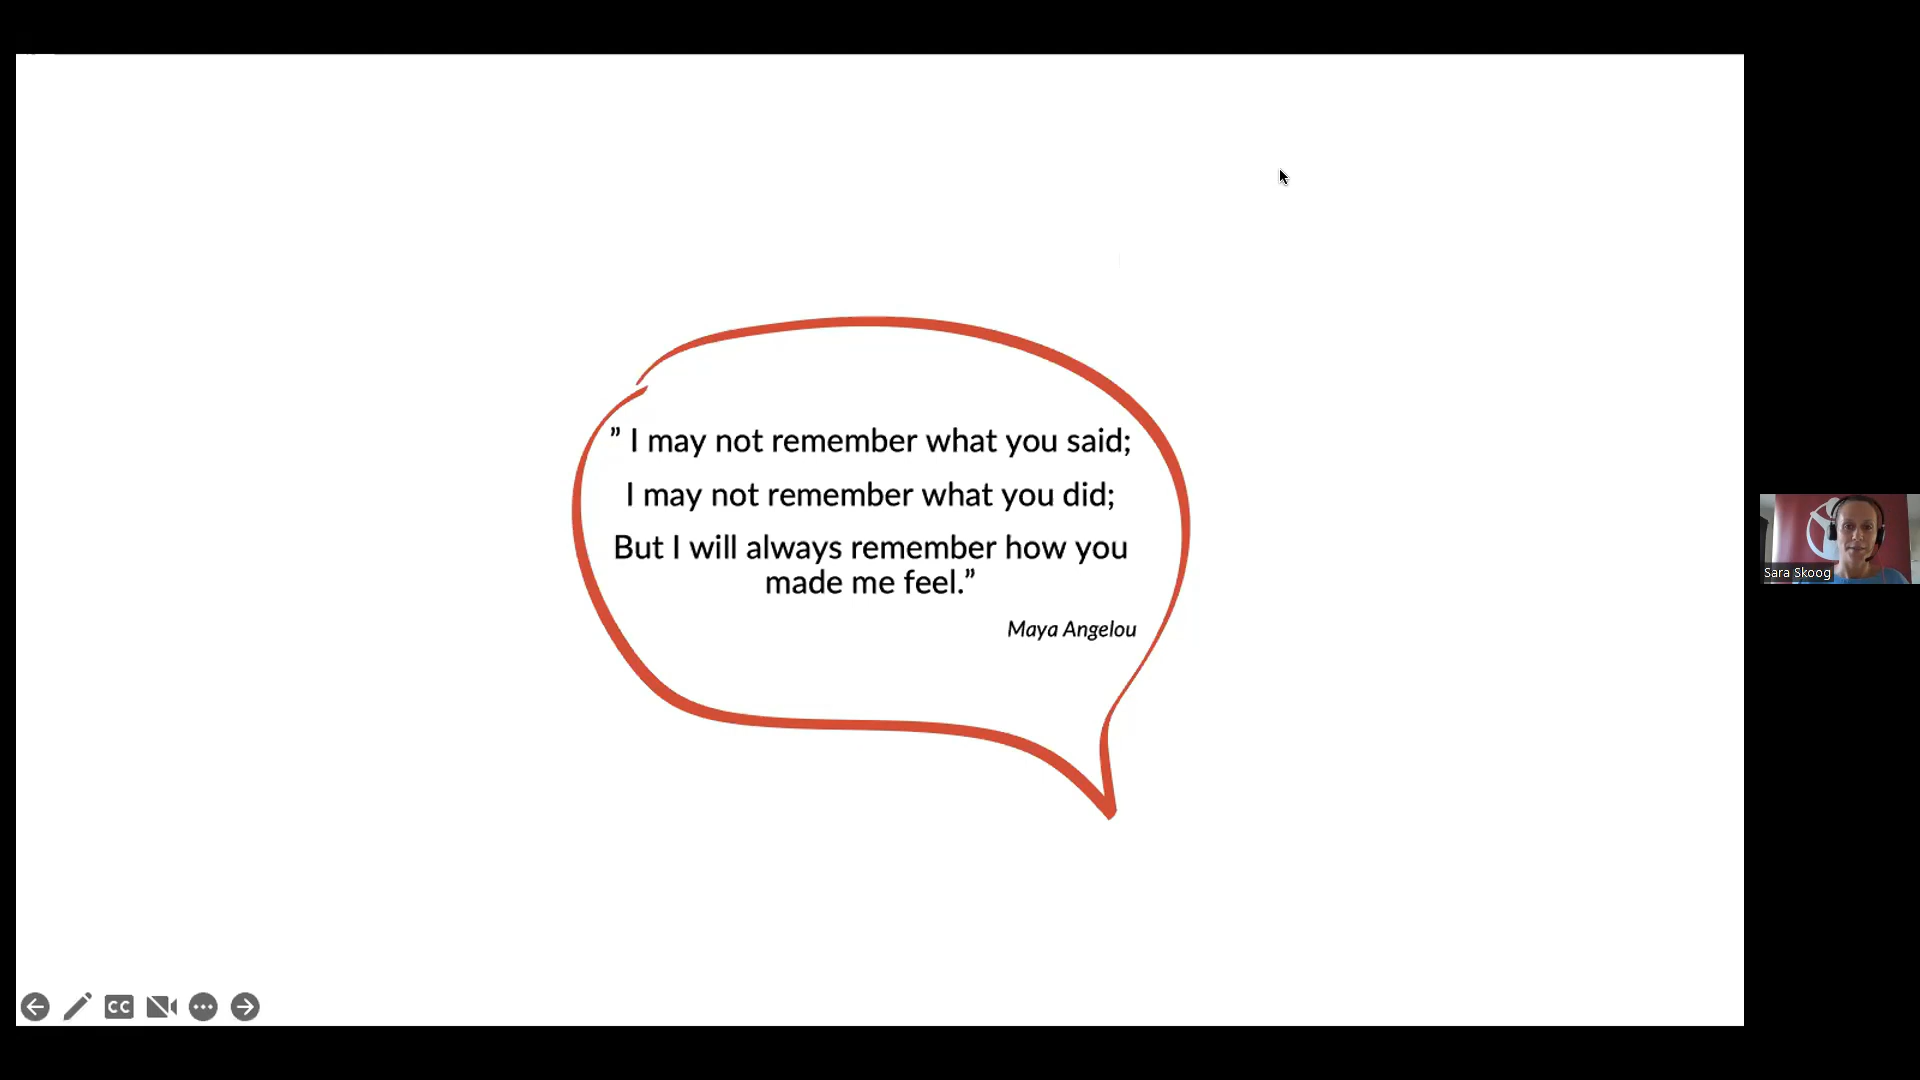 ” I may not remember what you said;
I may not remember what you did;
But I will always remember how you
made me feel.”
Maya Angelou
Sara Skoog
CC